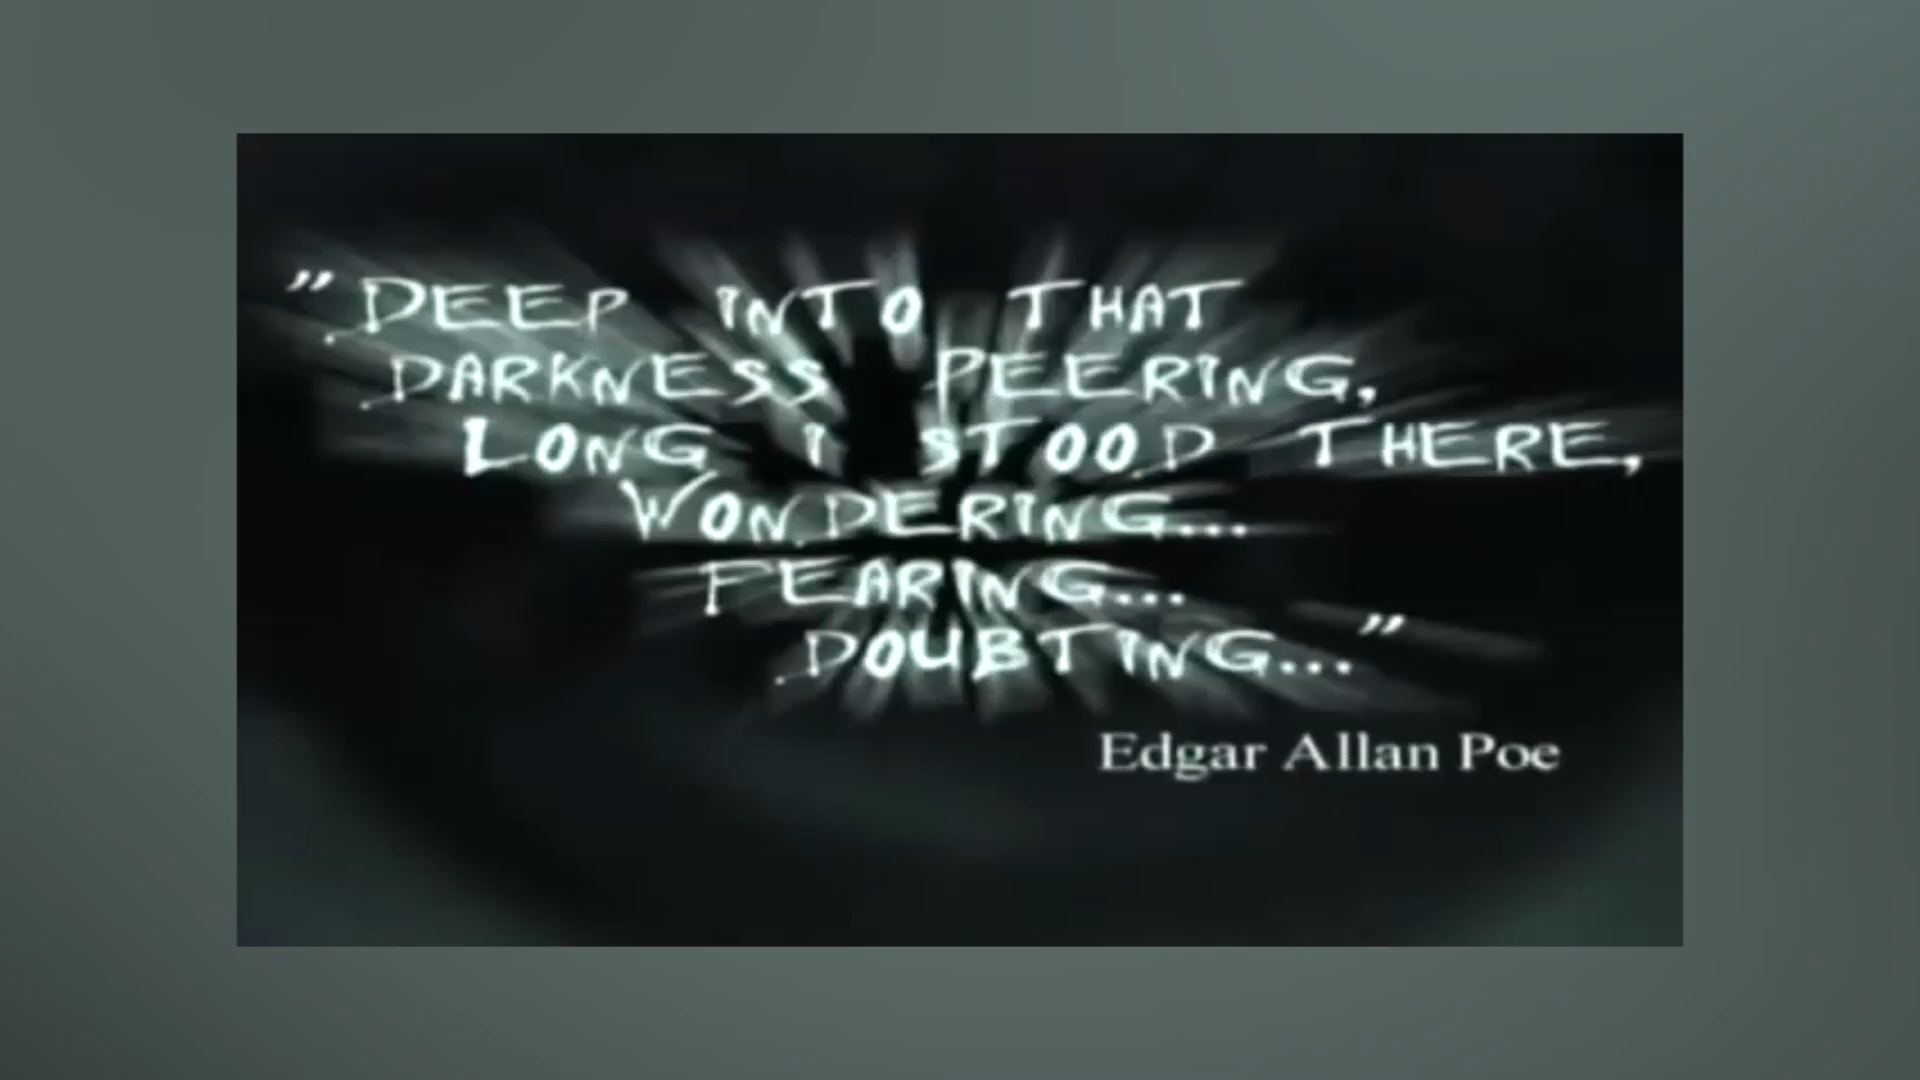 "DEEP INTO THAT
DARKNESS PEERING,
LONG I STOOD THERE,
WONDERING...
FEARING...
DOUBTING..."
Edgar Allan Poe